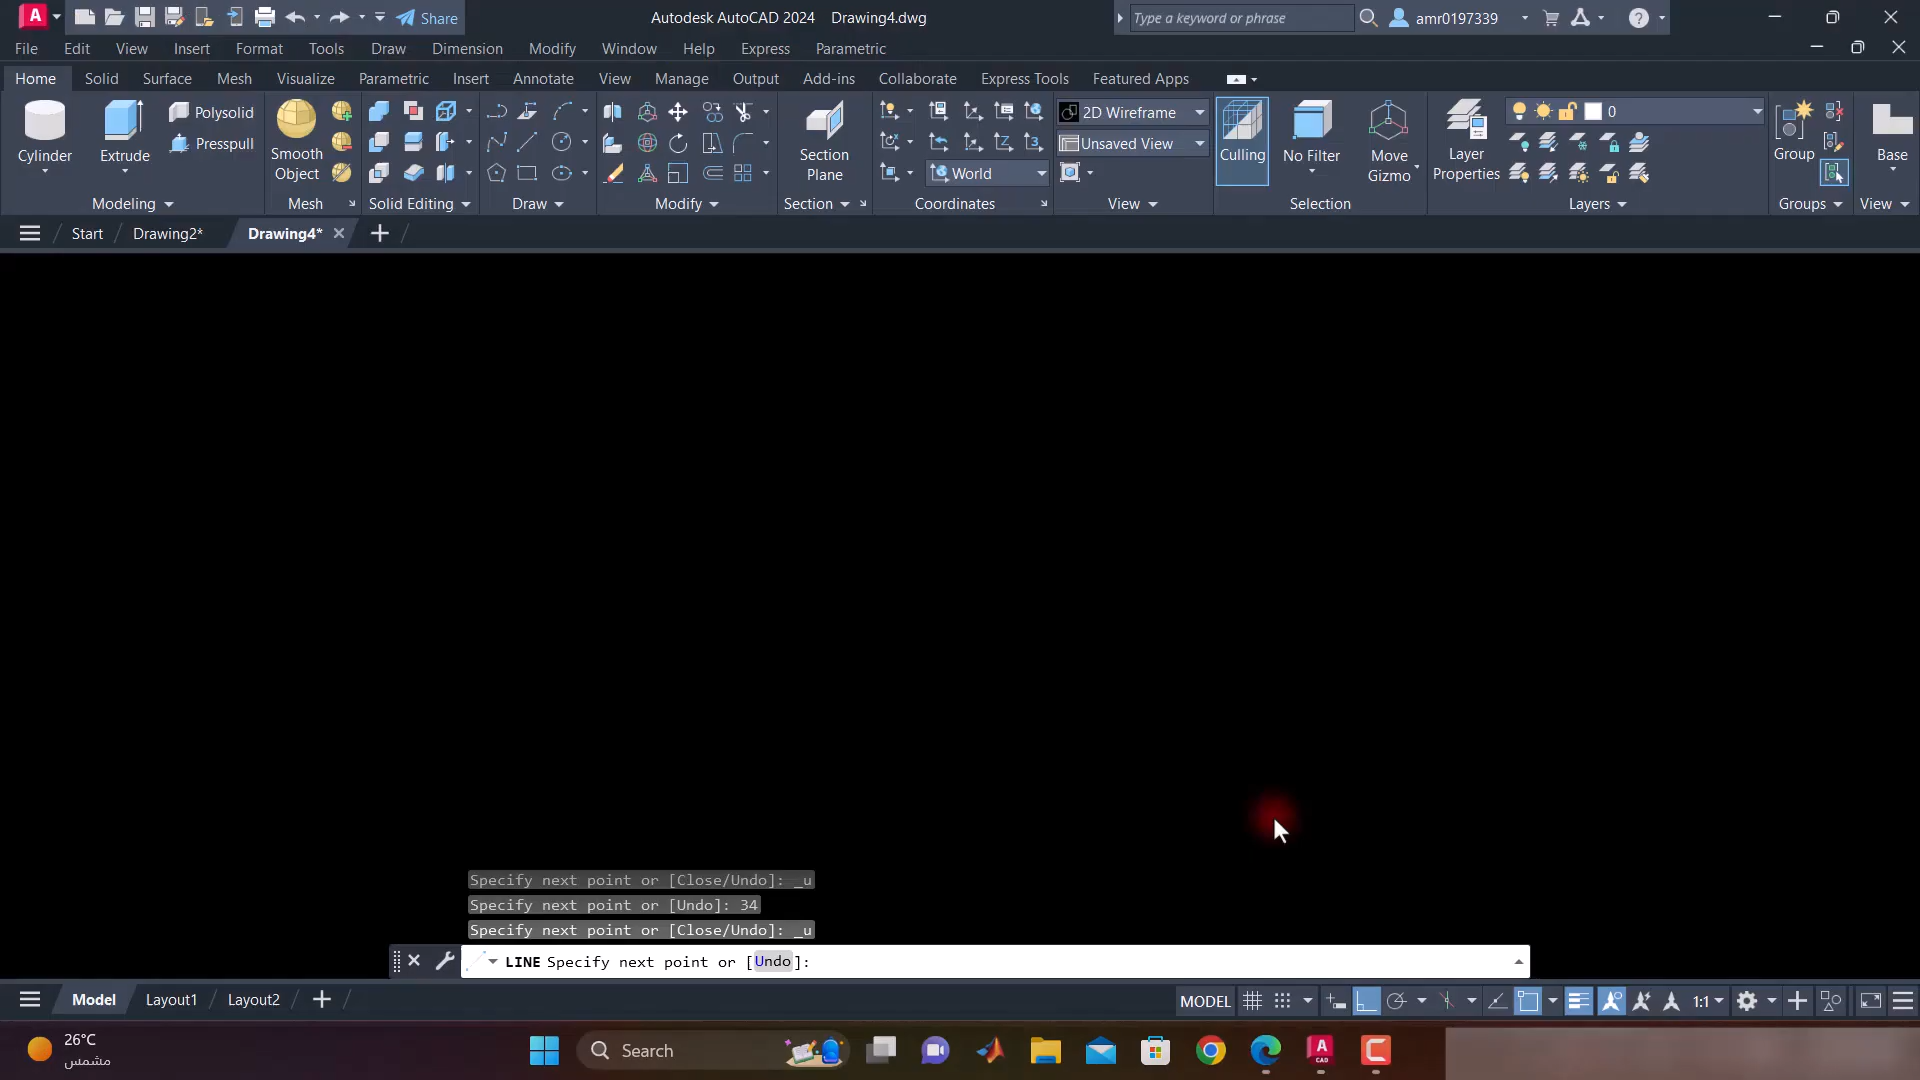 Share
Autodesk AutoCAD 2024 Drawing4.dwg
Type a keyword or phrase
amr0197339
File Edit View Insert Format Tools Draw Dimension Modify Window Help Express Parametric
Home Solid Surface Mesh Visualize Parametric Insert Annotate View Manage Output Add-ins Collaborate Express Tools Featured Apps
Cylinder
Extrude
Polysolid
Presspull
Modeling
Smooth
Object
Mesh
Solid Editing
Draw
Modify
Section
Plane
Section
World
Coordinates
2D Wireframe
Unsaved View
View
Culling
No Filter
Move
Gizmo
Selection
Layer
Properties
0
Layers
Group
Groups
Base
View
Start Drawing2* Drawing4*
Specify next point or [Close/Undo]: _u
Specify next point or [Undo]: 34
Specify next point or [Close/Undo]: _u
LINE Specify next point or [Undo]:
Model Layout1 Layout2
MODEL 1:1
26°C
مشمس
Search